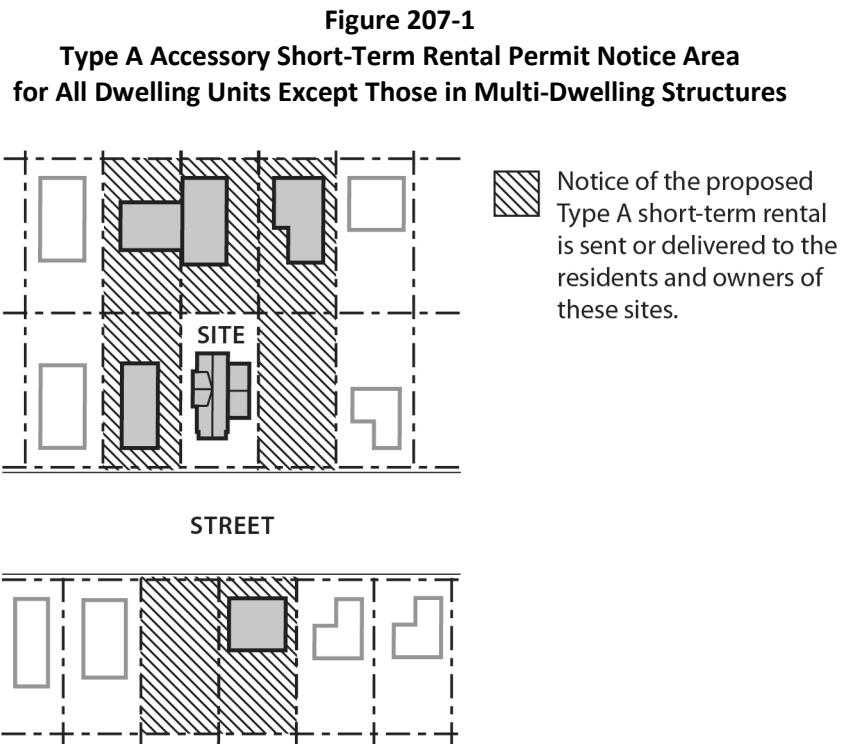 Figure 207-1
Type A Accessory Short-Term Rental Permit Notice Area
for All Dwelling Units Except Those in Multi-Dwelling Structures
Notice of the proposed
Type A short-term rental
is sent or delivered to the
residents and owners of
these sites.
SITE
STREET